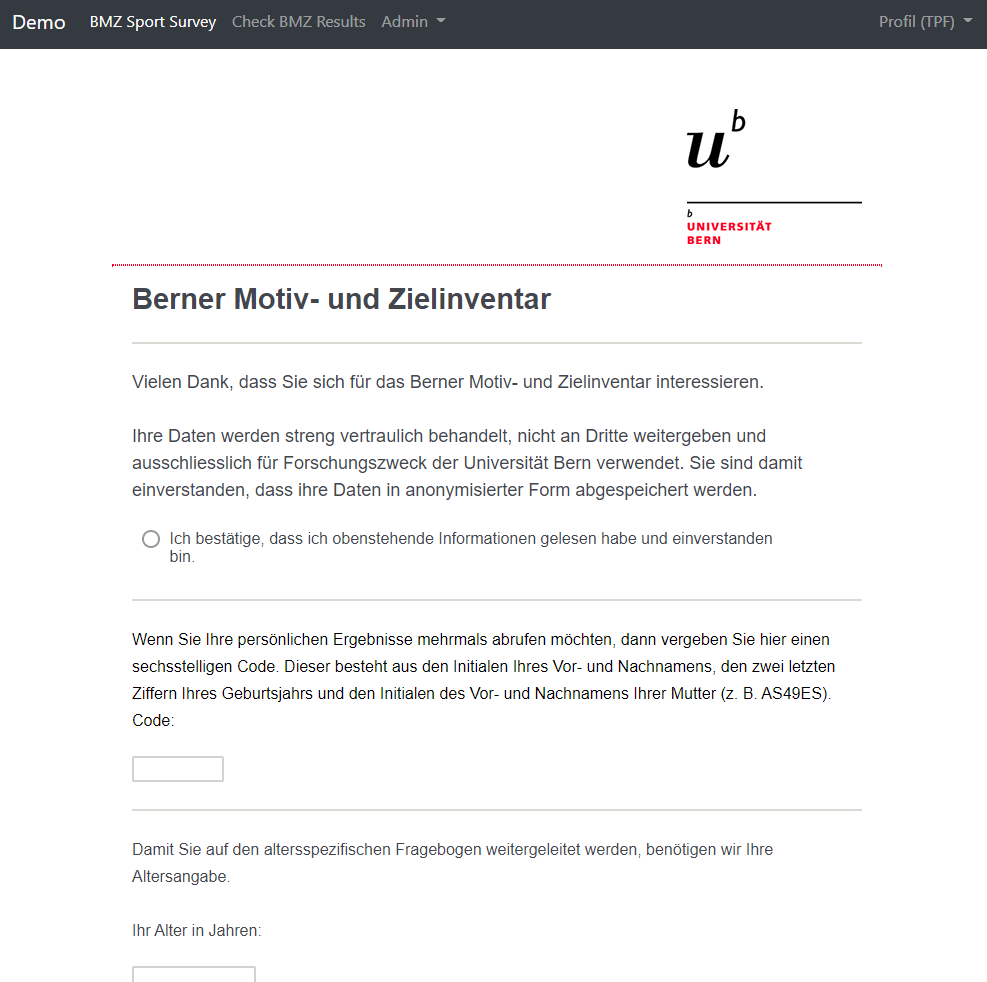 Demo BMZ Sport Survey Check BMZ Results Admin Profil (TPF)
u b
b
UNIVERSITÄT
BERN
Berner Motiv- und Zielinventar
Vielen Dank, dass Sie sich für das Berner Motiv- und Zielinventar interessieren.
Ihre Daten werden streng vertraulich behandelt, nicht an Dritte weitergeben und
ausschliesslich für Forschungszweck der Universität Bern verwendet. Sie sind damit
einverstanden, dass ihre Daten in anonymisierter Form abgespeichert werden.
Ich bestätige, dass ich obenstehende Informationen gelesen habe und einverstanden
bin.
Wenn Sie Ihre persönlichen Ergebnisse mehrmals abrufen möchten, dann vergeben Sie hier einen
sechsstelligen Code. Dieser besteht aus den Initialen Ihres Vor- und Nachnamens, den zwei letzten
Ziffern Ihres Geburtsjahrs und den Initialen des Vor- und Nachnamens Ihrer Mutter (z. B. AS49ES).
Code:
Damit Sie auf den altersspezifischen Fragebogen weitergeleitet werden, benötigen wir Ihre
Altersangabe.
Ihr Alter in Jahren: